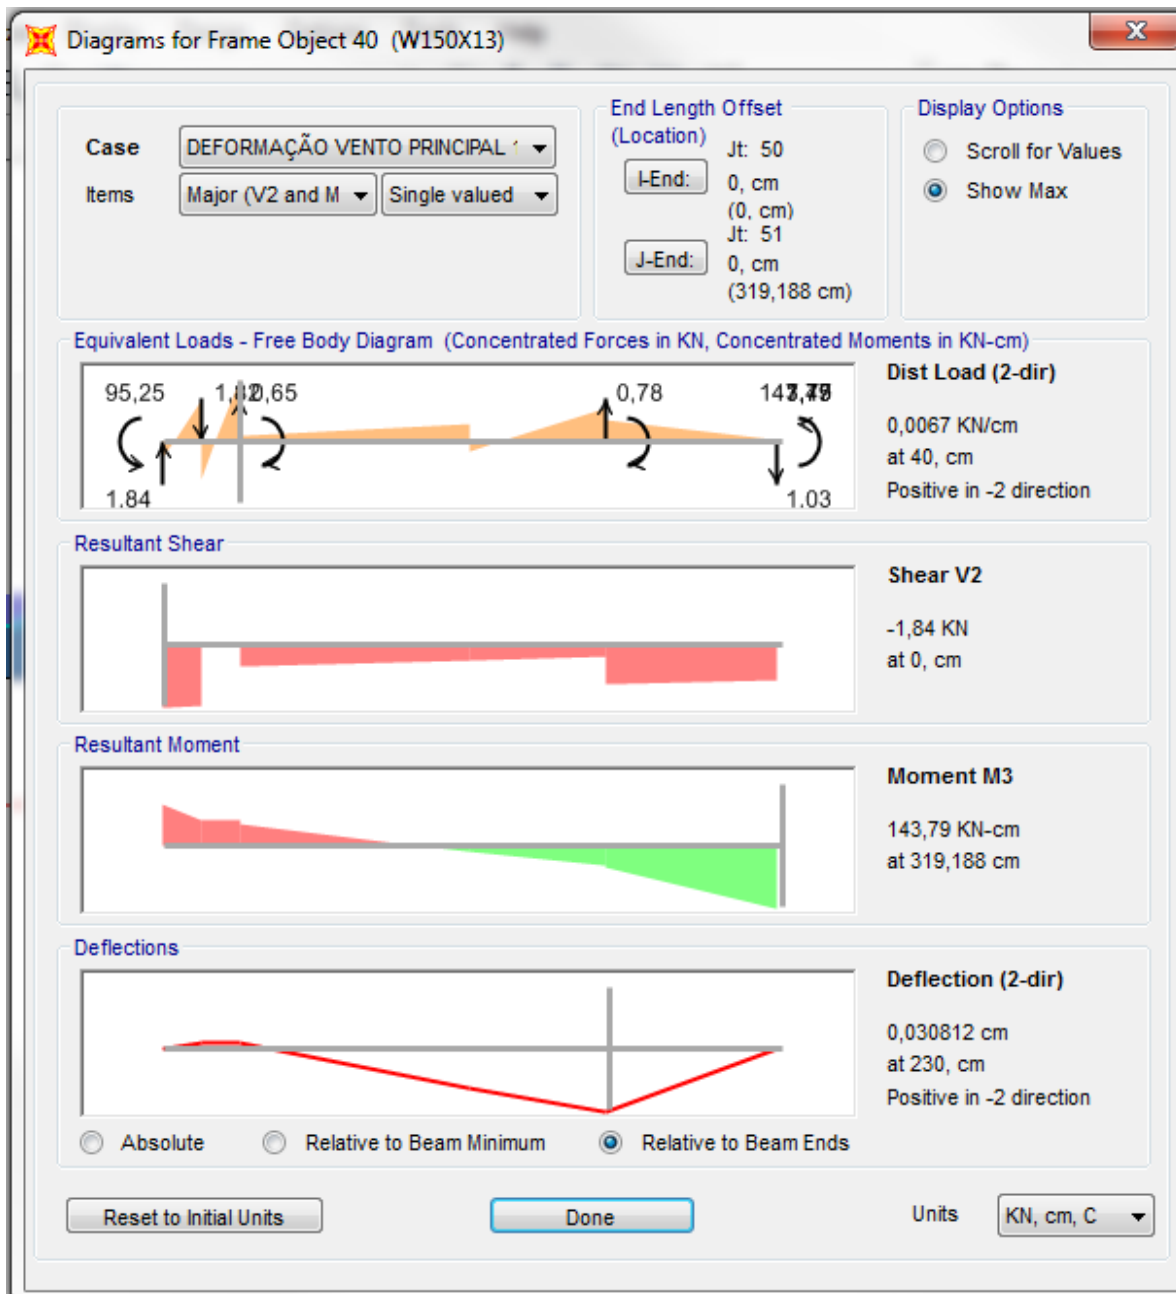 Diagrams for Frame Object 40 (W150X13)
Case
DEFORMAÇÃO VENTO PRINCIPAL
Items
Major (V2 and M
Single valued
End Length Offset
(Location)
I-End:
Jt: 50
0, cm
(0, cm)
J-End:
Jt: 51
0, cm
(319,188 cm)
Display Options
Scroll for Values
Show Max
Equivalent Loads - Free Body Diagram (Concentrated Forces in KN, Concentrated Moments in KN-cm)
95,25
0,65
0,78
1.84
1.03
Dist Load (2-dir)
0,0067 KN/cm
at 40, cm
Positive in -2 direction
Resultant Shear
Shear V2
-1,84 KN
at 0, cm
Resultant Moment
Moment M3
143,79 KN-cm
at 319,188 cm
Deflections
Deflection (2-dir)
0,030812 cm
at 230, cm
Positive in -2 direction
Absolute
Relative to Beam Minimum
Relative to Beam Ends
Reset to Initial Units
Done
Units
KN, cm, C